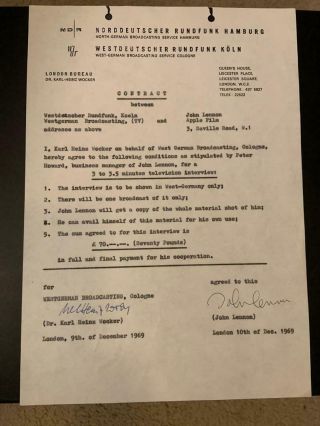 NDR NORDDEUTSCHER RUNDFUNK HAMBURG
NORTH-GERMAN BROADCASTING SERVICE HAMBURG
WESTDEUTSCHER RUNDFUNK KÖLN
WEST-GERMAN BROADCASTING SERVICE COLOGNE
LONDON BUREAU
DR. KARL-HEINZ WOCKER
QUEEN'S HOUSE,
LEICESTER PLACE,
LEICESTER SQUARE,
LONDON, W.C.2
TELEPHONE: 437
TELEX
CONTRACT
between
Westdeutscher Rundfunk, Koeln
Westgerman Broadcasting, (TV) and
addresses as above
John Lennon
Apple Film
3, Saville Road, W.1
I, Karl Heinz Wocker on behalf of West German Broadcasting, Cologne,
hereby agree to the following conditions as stipulated by Peter
Howard, business manager of John Lennon, for a
3 to 3.5 minutes television interview:
1. The interview is to be shown in West-Germany only;
2. There will be one broadcast of it only;
3. John Lennon will get a copy of the whole material shot of him;
4. He can avail himself of this material for his own use;
5. The sum agreed to for this interview is
£ 70.--.--. (Seventy Pounds)
in full and final payment for his cooperation.
for
WESTGERMAN BROADCASTING, Cologne
(Dr. Karl Heinz Wocker)
London, 9th. of December 1969
agreed to this
John Lennon
(John Lennon)
London 10th of Dec. 1969